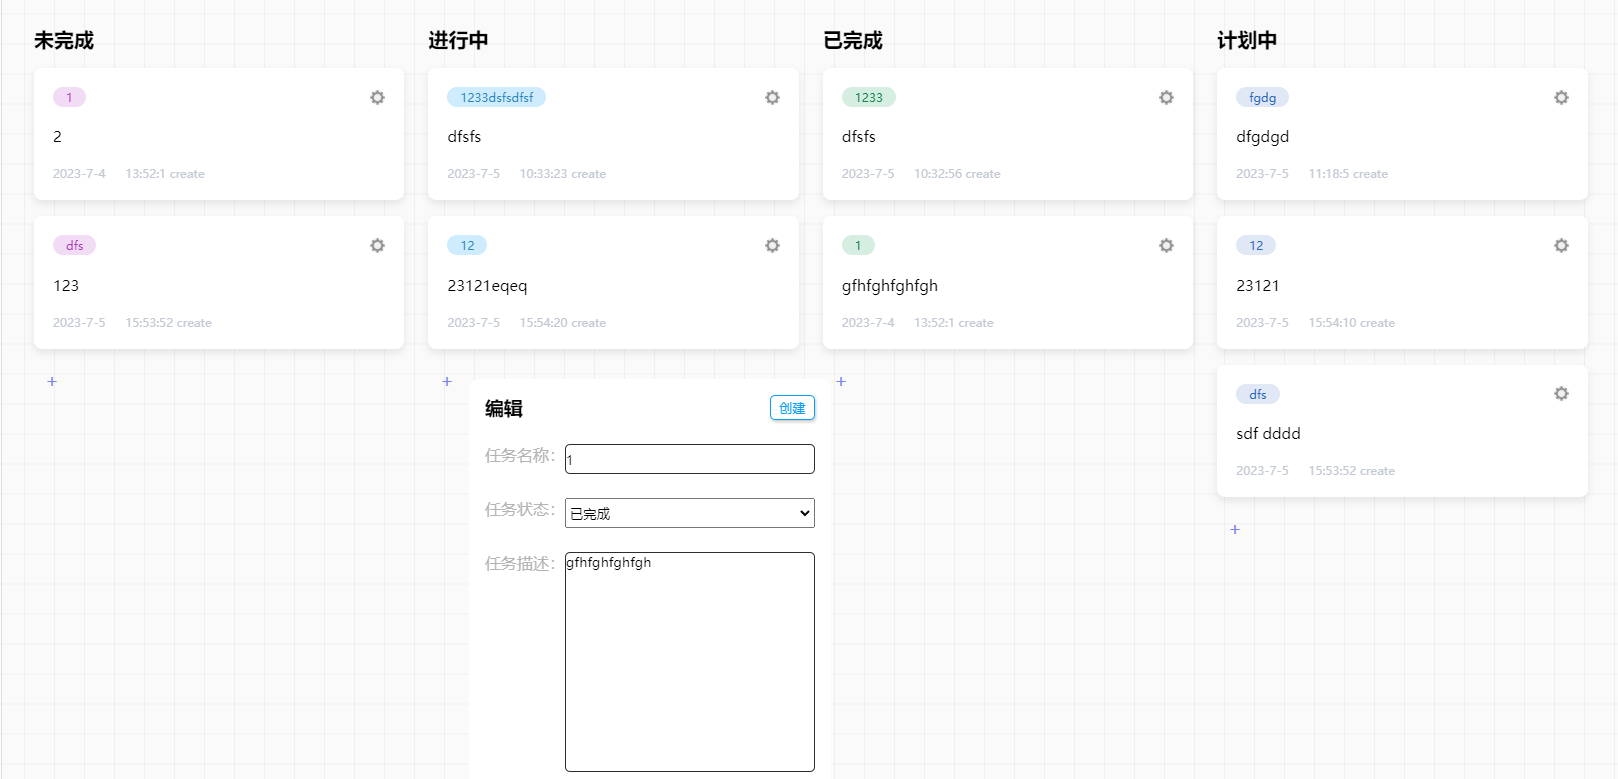 未完成
1
2
2023-7-4 13:52:1 create
dfs
123
2023-7-5 15:53:52 create
+
进行中
1233dsfsdfsf
dfsfs
2023-7-5 10:33:23 create
12
23121eqeq
2023-7-5 15:54:20 create
+
已完成
1233
dfsfs
2023-7-5 10:32:56 create
1
gfhfghfghfgh
2023-7-4 13:52:1 create
+
计划中
fgdg
dfgdgd
2023-7-5 11:18:5 create
12
23121
2023-7-5 15:54:10 create
dfs
sdf dddd
2023-7-5 15:53:52 create
+
编辑 创建
任务名称: 1
任务状态: 已完成
任务描述: gfhfghfghfgh